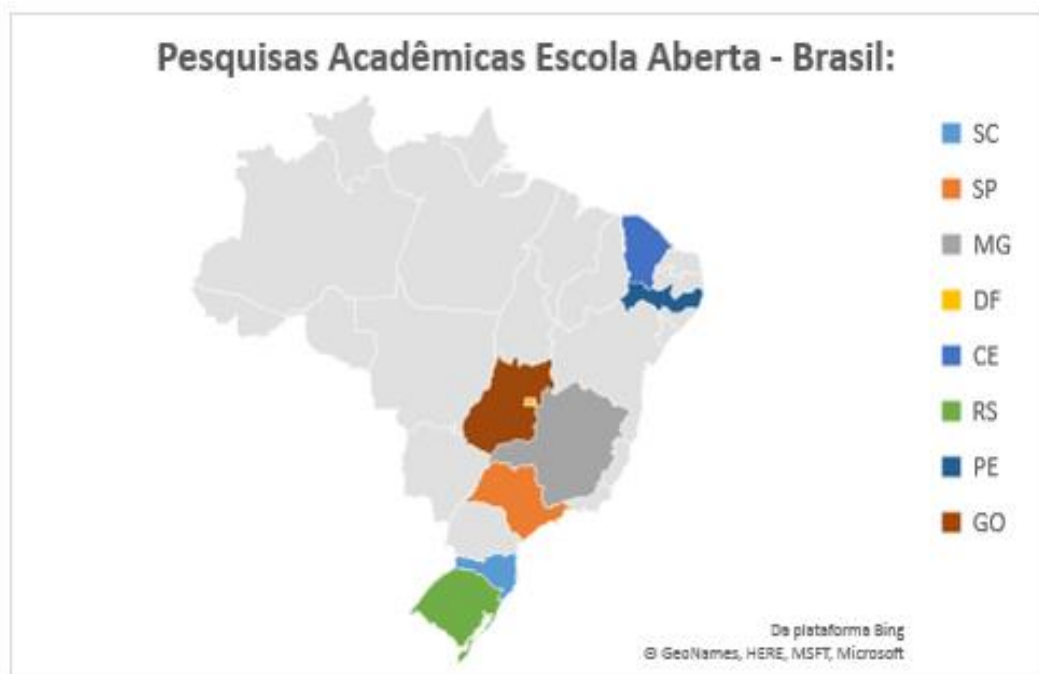 Pesquisas Acadêmicas Escola Aberta - Brasil:
SC
SP
MG
DF
CE
RS
PE
GO
Da plataforma Bing
© GeoNames, HERE, MSFT, Microsoft